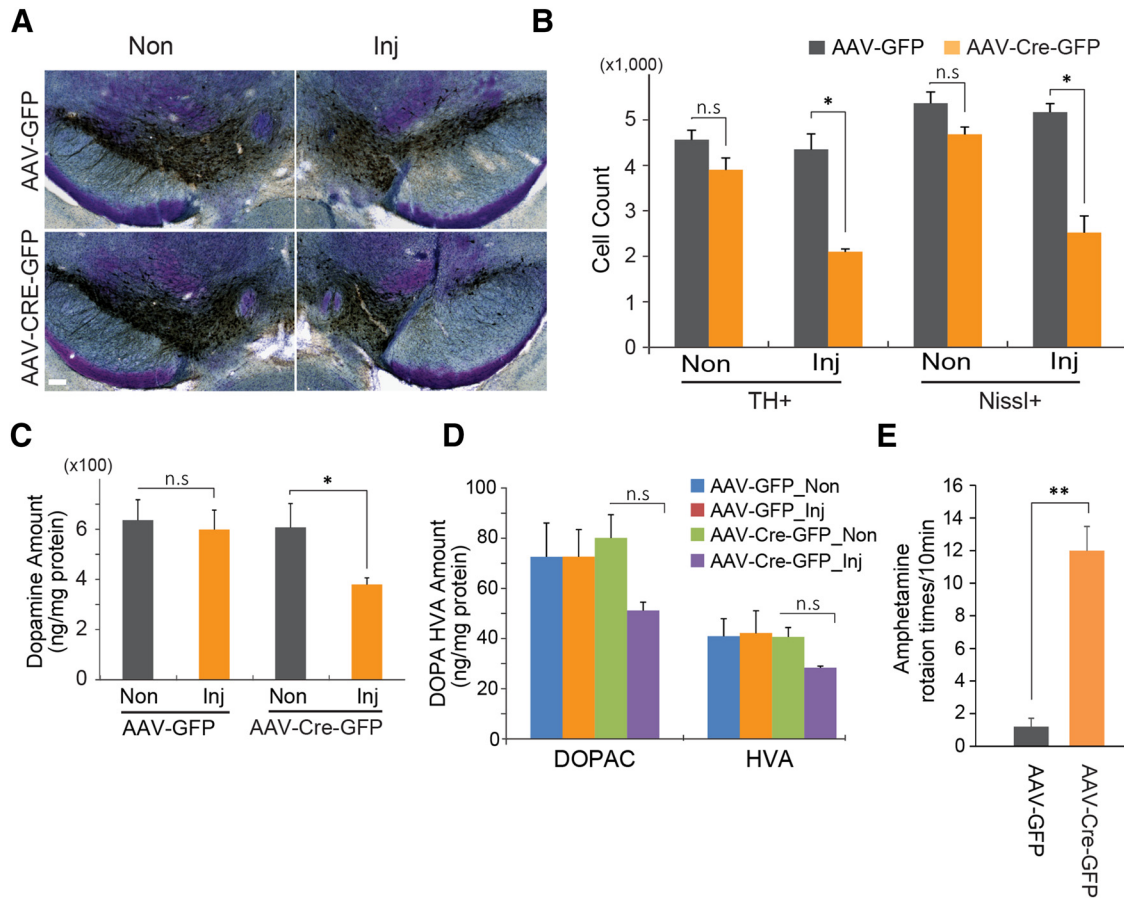 A
Non Inj
AAV-GFP
AAV-CRE-GFP
B
AAV-GFP AAV-Cre-GFP
(x1,000)
Cell Count
5
4
3
2
1
0
n.s * n.s *
Non Inj Non Inj
TH+ Nissl+
C
(x100)
Dopamine Amount
(ng/mg protein)
6
4
2
0
n.s *
Non Inj Non Inj
AAV-GFP AAV-Cre-GFP
D
DOPA HVA Amount
(ng/mg protein)
100
80
60
40
20
0
n.s
n.s
AAV-GFP_Non
AAV-GFP_Inj
AAV-Cre-GFP_Non
AAV-Cre-GFP_Inj
DOPAC HVA
E
Amphetamine
rotaion times/10min
16
14
12
10
8
6
4
2
0
**
AAV-GFP
AAV-Cre-GFP